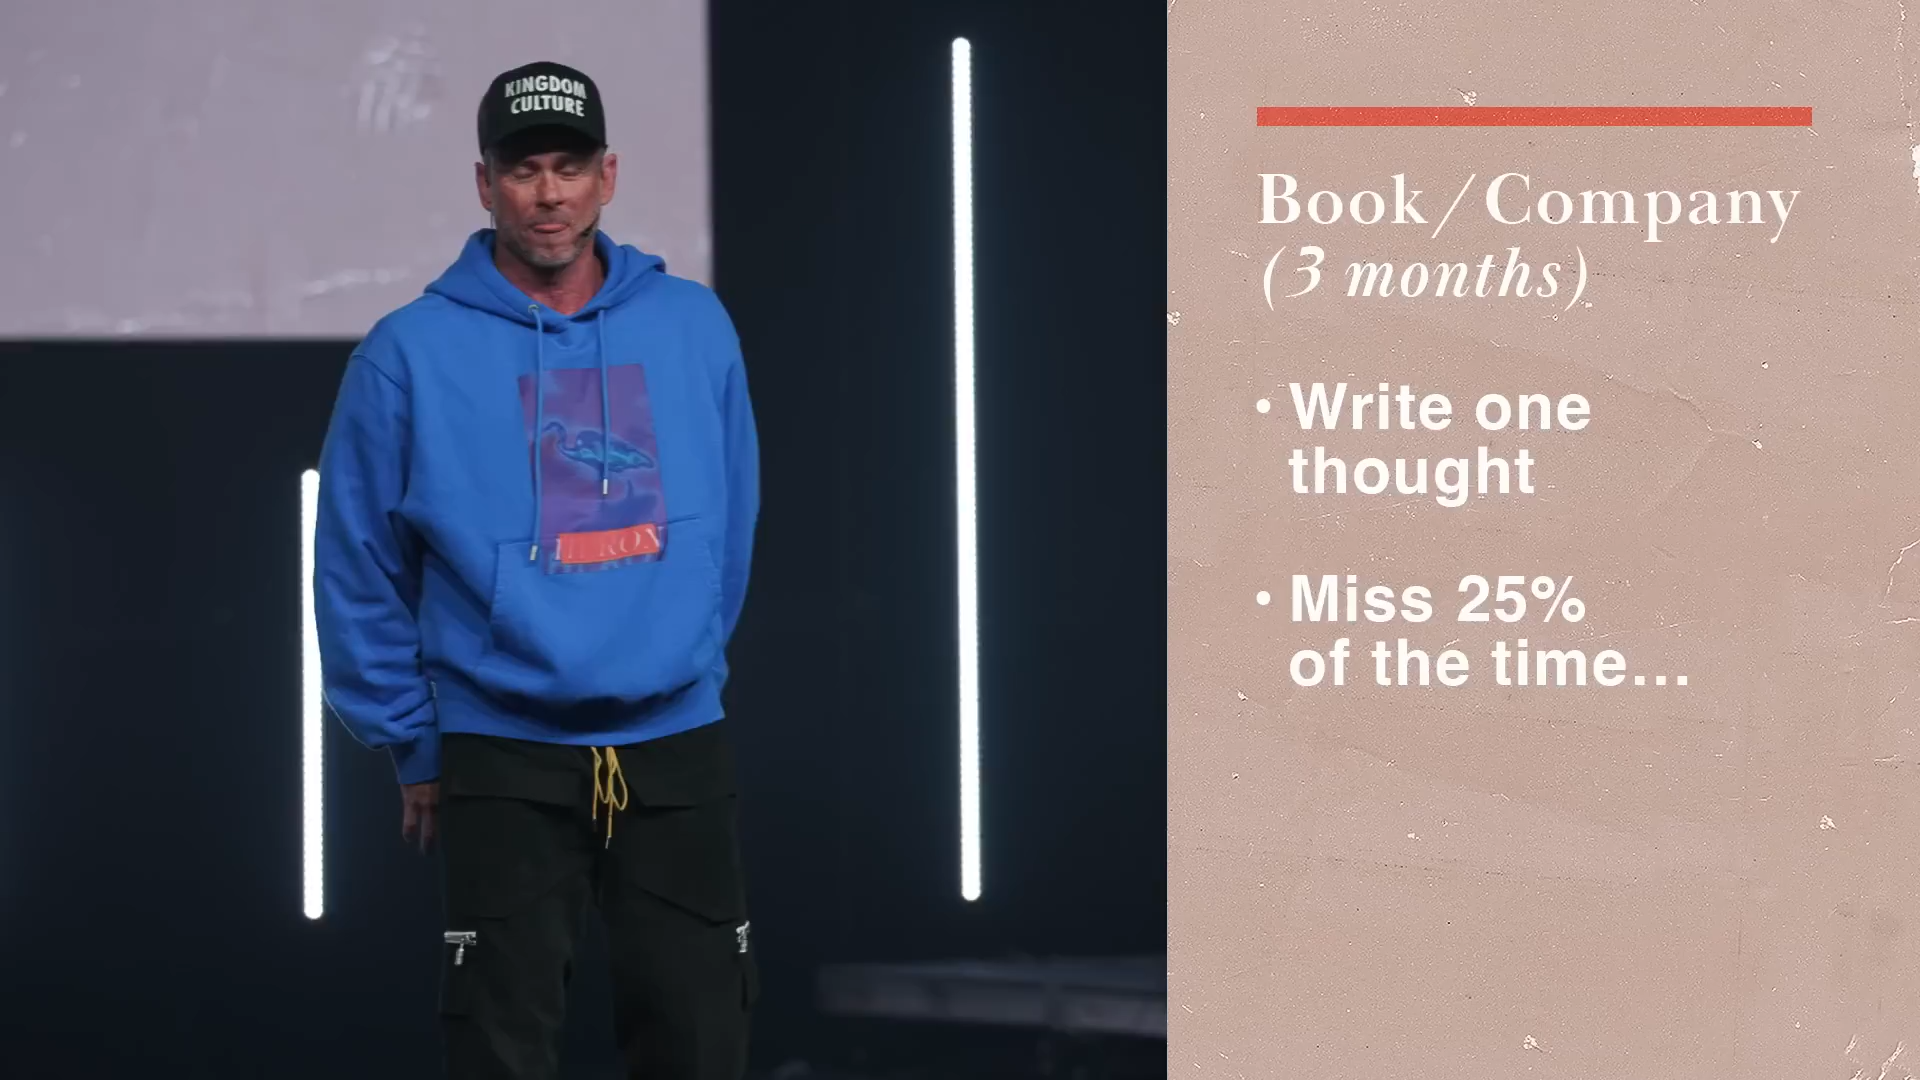 KINGDOM
CULTURE
Book/Company
(3 months)
• Write one
thought
• Miss 25%
of the time...